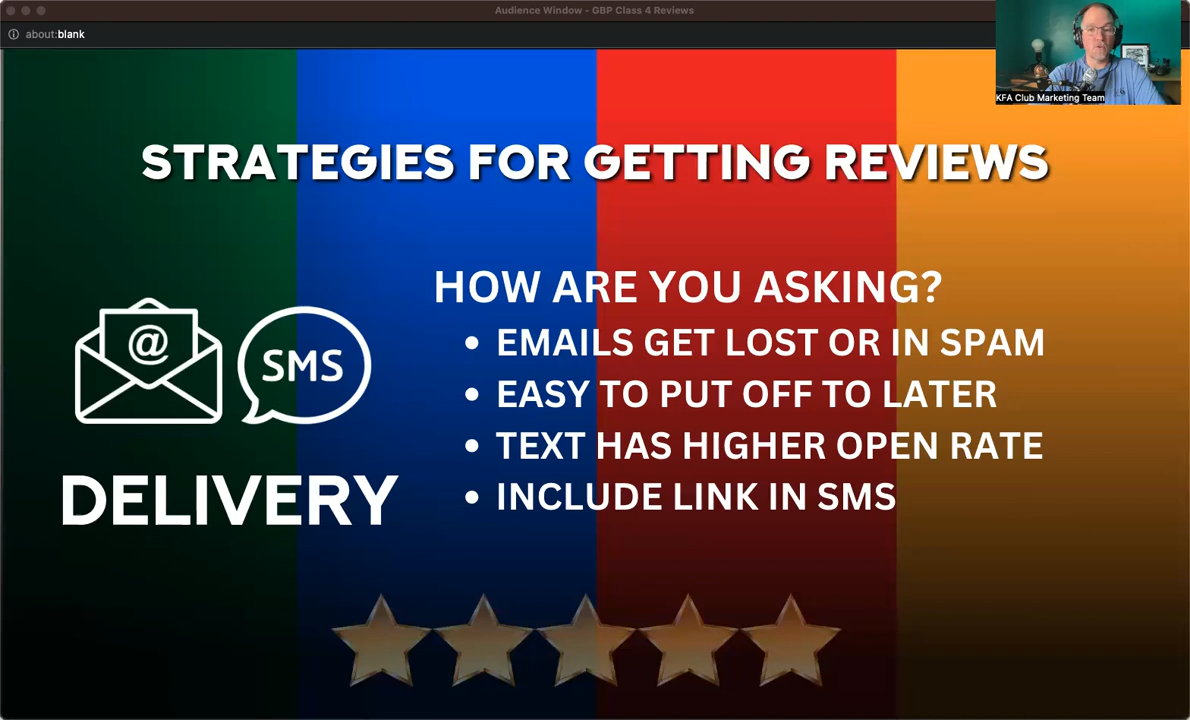 Audience Window - GBP Class 4 Reviews
about:blank
KFA Club Marketing Team
STRATEGIES FOR GETTING REVIEWS
HOW ARE YOU ASKING?
• EMAILS GET LOST OR IN SPAM
• EASY TO PUT OFF TO LATER
• TEXT HAS HIGHER OPEN RATE
• INCLUDE LINK IN SMS
@
SMS
DELIVERY